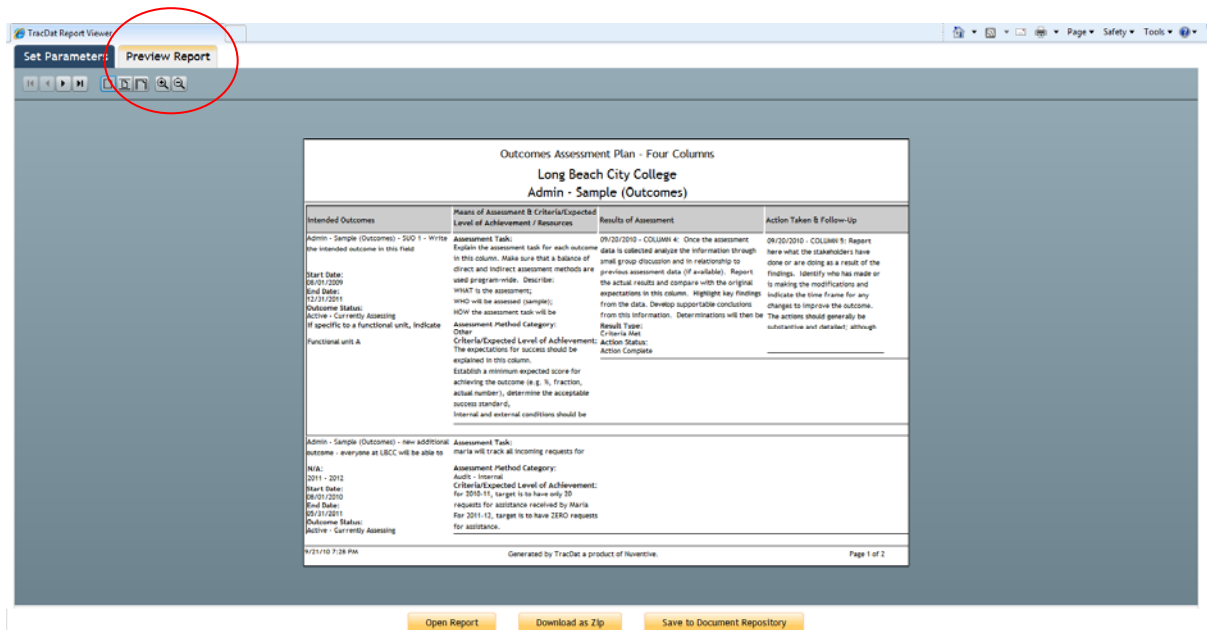 TracDat Report Viewer
Page Safety Tools
Set Parameters Preview Report
Outcomes Assessment Plan - Four Columns
Long Beach City College
Admin - Sample (Outcomes)
Intended Outcomes
Means of Assessment & Criteria/Expected
Level of Achievement / Resources
Results of Assessment
Action Taken & Follow-Up
Admin - Sample (Outcomes) - SUO 1 - Write
the intended outcome in this field
Start Date:
08/01/2009
End Date:
12/31/2011
Outcome Status:
Active - Currently Assessing
If specific to a functional unit, indicate
Functional unit A
Assessment Task:
Explain the assessment task for each outcome
in this column. Make sure that a balance of
direct and indirect assessment methods are
used program-wide. Describe:
WHAT is the assessment;
WHO will be assessed (sample);
HOW the assessment task will be
Assessment Method Category:
Other
Criteria/Expected Level of Achievement:
The expectations for success should be
explained in this column.
Establish a minimum expected score for
achieving the outcome (e.g. %, fraction,
actual number), determine the acceptable
success standard,
Internal and external conditions should be
09/20/2010 - COLUMN 4: Once the assessment
data is collected analyze the information through
small group discussion and in relationship to
previous assessment data (if available). Report
the actual results and compare with the original
expectations in this column. Highlight key findings
from the data. Develop supportable conclusions
from this information. Determinations will then be
Result Type:
Criteria Met
Action Status:
Action Complete
09/20/2010 - COLUMN 5: Report
here what the stakeholders have
done or are doing as a result of the
findings. Identify who has made or
is making the modifications and
indicate the time frame for any
changes to improve the outcome.
The actions should generally be
substantive and detailed; although
Admin - Sample (Outcomes) - new additional
outcome - everyone at LBCC will be able to
N/A:
2011 - 2012
Start Date:
08/01/2010
End Date:
05/31/2011
Outcome Status:
Active - Currently Assessing
Assessment Task:
maria will track all incoming requests for
Assessment Method Category:
Audit - Internal
Criteria/Expected Level of Achievement:
for 2010-11, target is to have only 20
requests for assistance received by Maria
For 2011-12, target is to have ZERO requests
for assistance.
9/21/10 7:28 PM
Generated by TracDat a product of Nuventive.
Page 1 of 2
Open Report Download as Zip Save to Document Repository